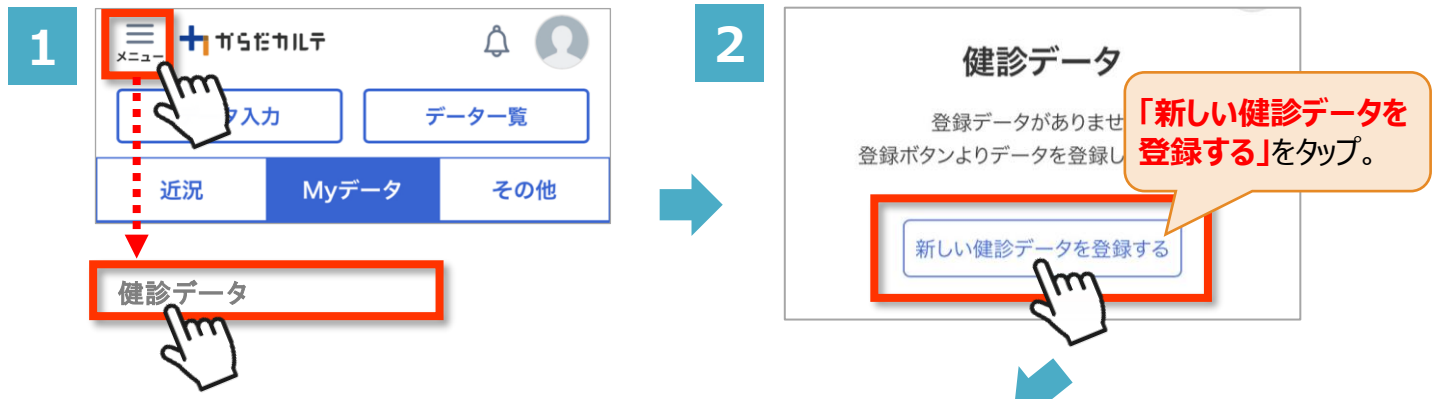 1
メニュー
からだカルテ
タ入力
データ一覧
近況
Myデータ
その他
健診データ
2
健診データ
登録データがありませ
登録ボタンよりデータを登録し
「新しい健診データを
登録する」をタップ。
新しい健診データを登録する